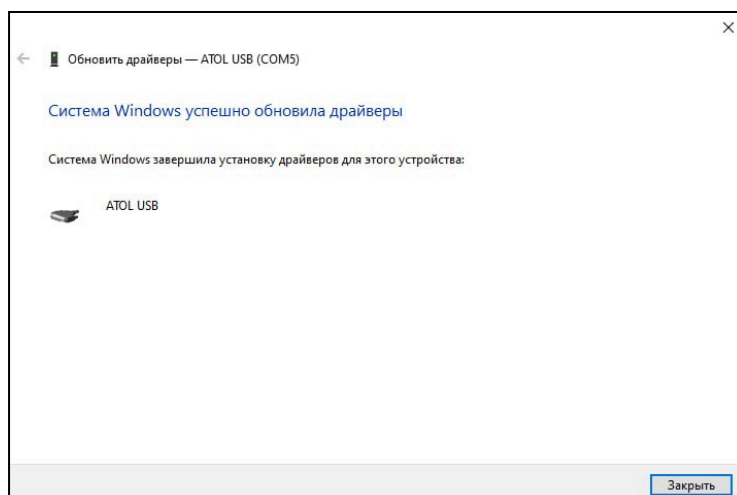 Обновить драйверы — ATOL USB (COM5)
Система Windows успешно обновила драйверы
Система Windows завершила установку драйверов для этого устройства:
ATOL USB
Закрыть